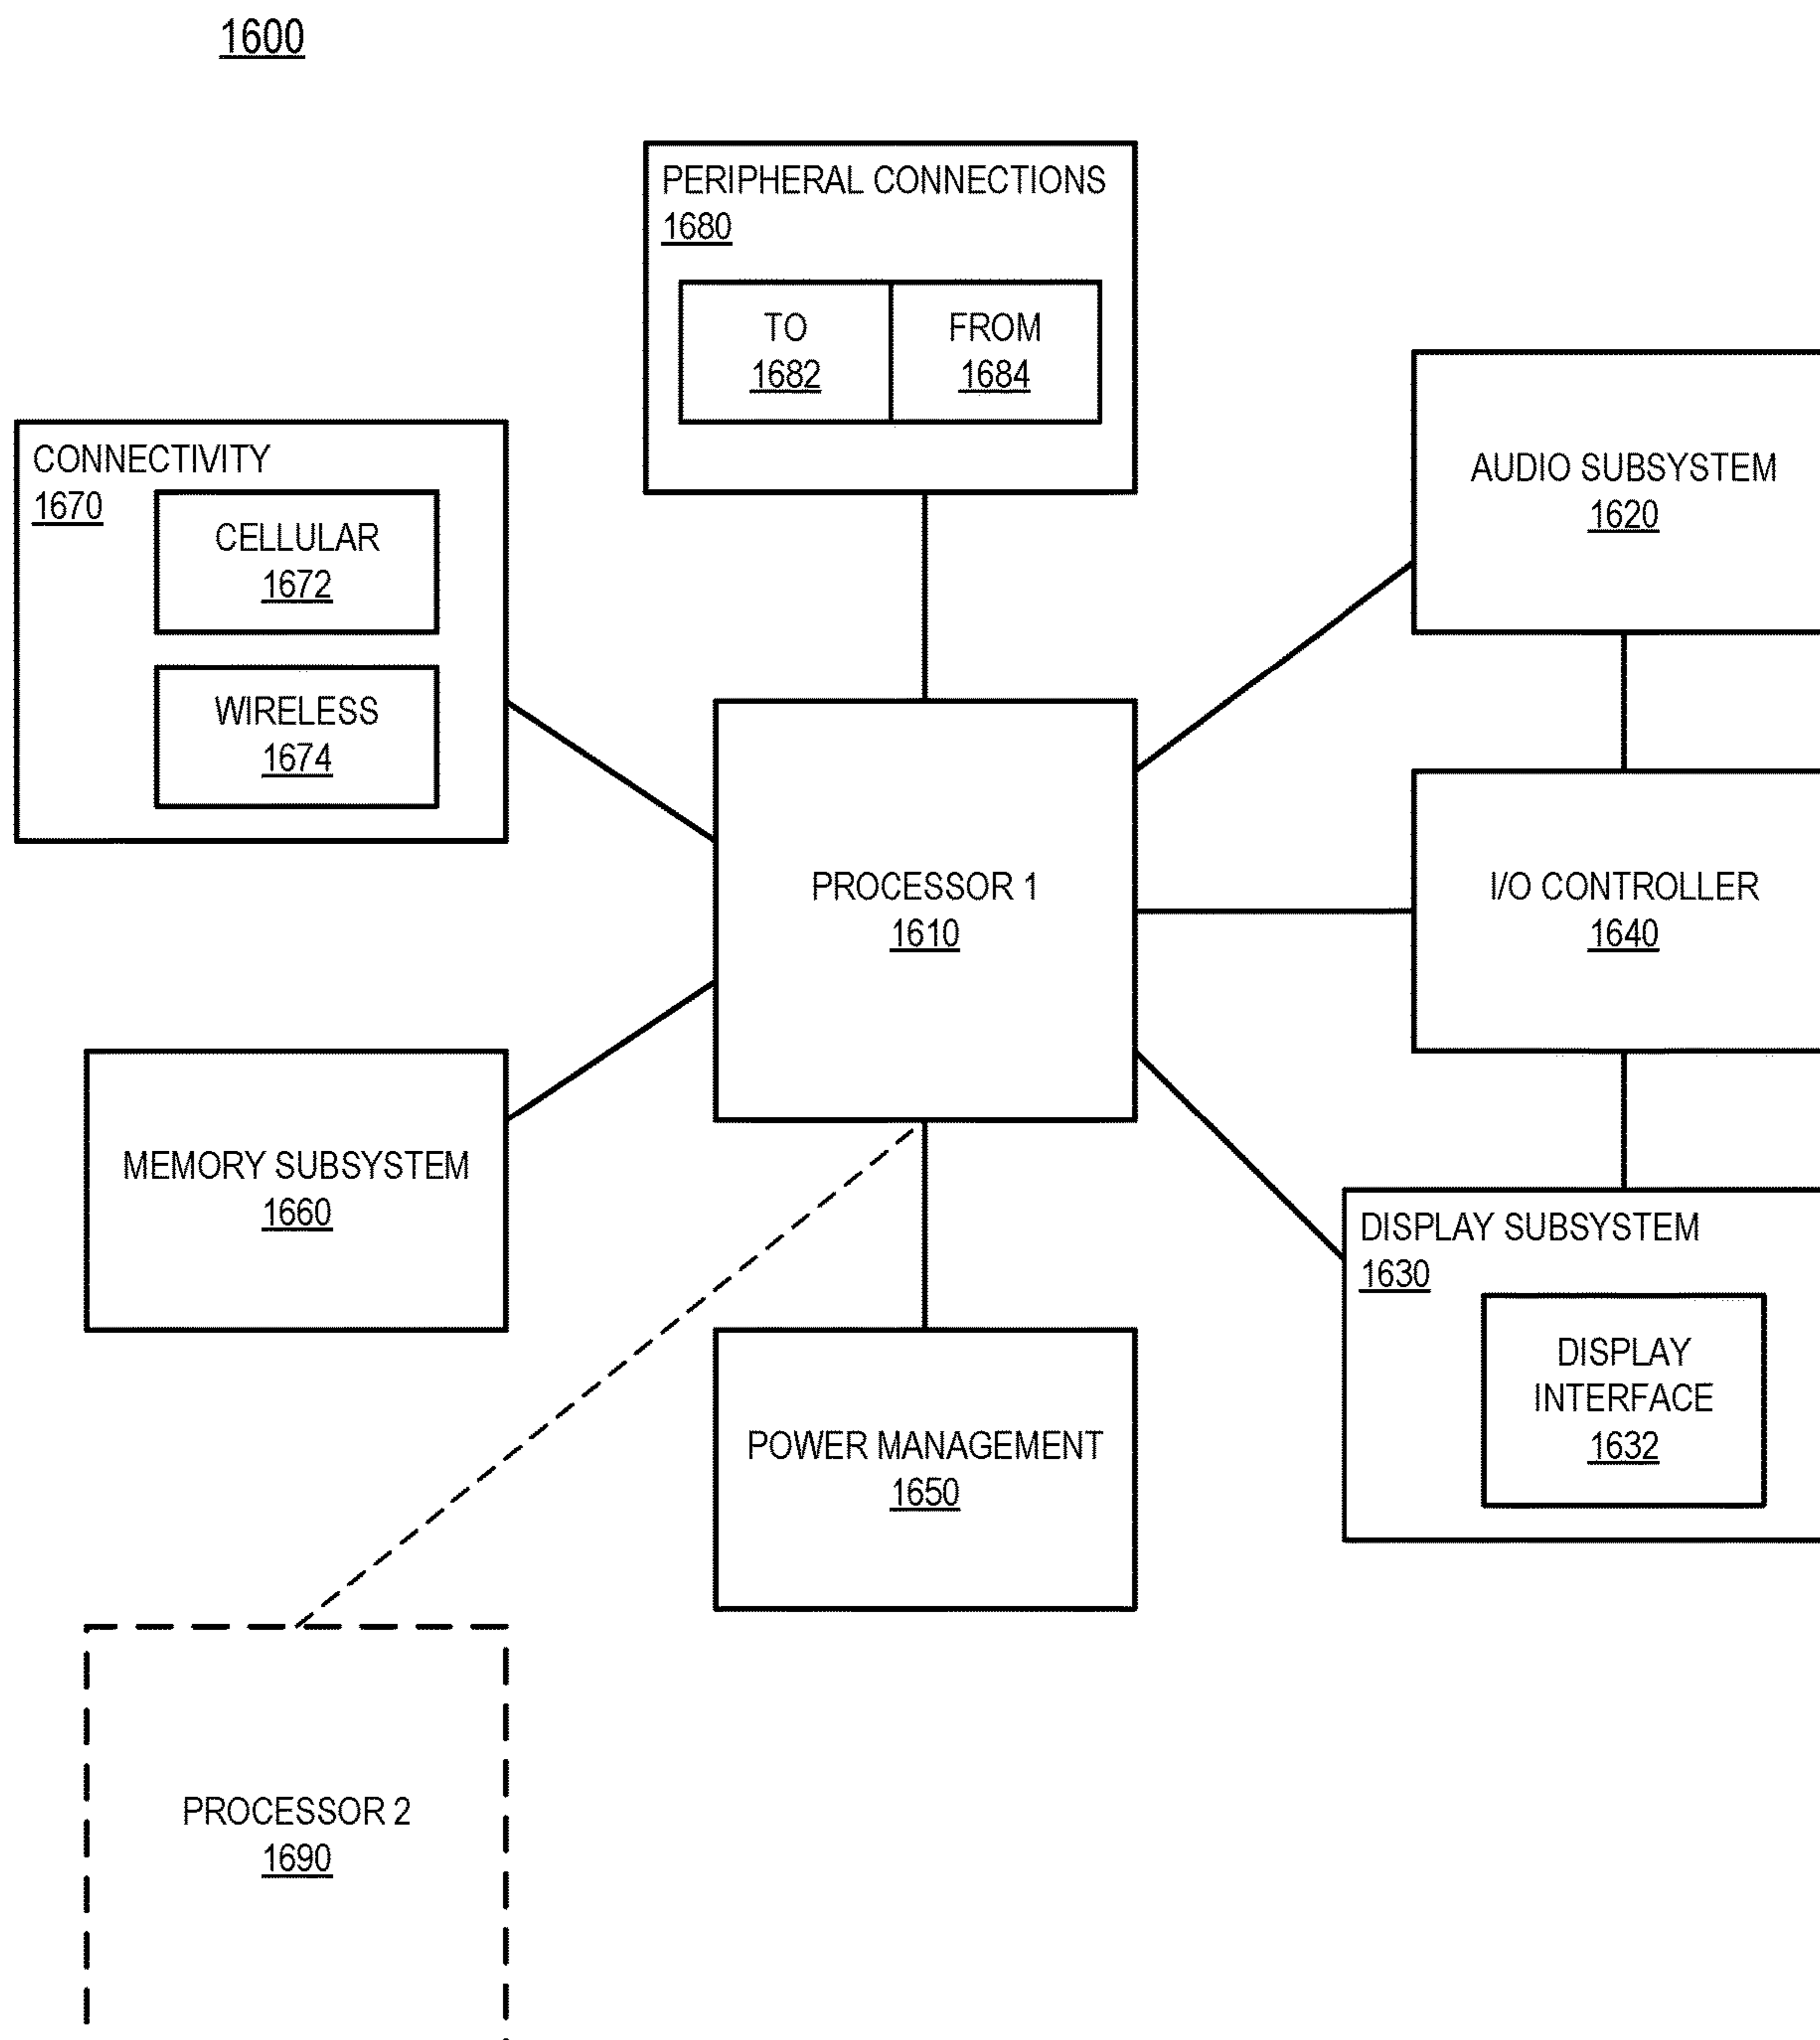 1600
PERIPHERAL CONNECTIONS
1680
TO
1682
FROM
1684
CONNECTIVITY
1670
CELLULAR
1672
WIRELESS
1674
AUDIO SUBSYSTEM
1620
PROCESSOR 1
1610
I/O CONTROLLER
1640
MEMORY SUBSYSTEM
1660
DISPLAY SUBSYSTEM
1630
DISPLAY
INTERFACE
1632
POWER MANAGEMENT
1650
PROCESSOR 2
1690